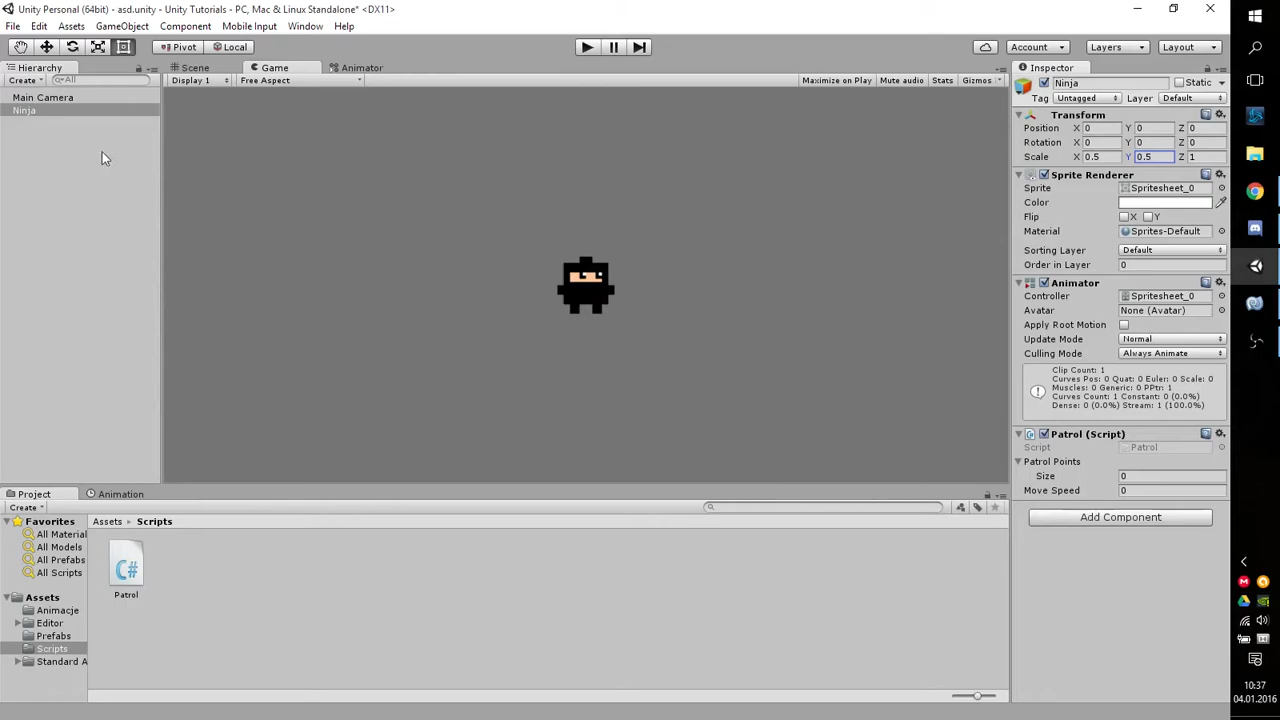 Unity Personal (64bit) - asd.unity - Unity Tutorials - PC, Mac & Linux Standalone* <DX11>
File Edit Assets GameObject Component Mobile Input Window Help
Pivot Local Account Layers Layout
Hierarchy Scene Game Animator Inspector
Create All Display 1 Free Aspect Maximize on Play Mute audio Stats Gizmos
Ninja Static
Main Camera
Tag Untagged Layer Default
Ninja
Transform
Position X 0 Y 0 Z 0
Rotation X 0 Y 0 Z 0
Scale X 0.5 Y 0.5 Z 1
Sprite Renderer
Sprite Spritesheet_0
Color
Flip X Y
Material Sprites-Default
Sorting Layer Default
Order in Layer 0
Animator
Controller Spritesheet_0
Avatar None (Avatar)
Apply Root Motion
Update Mode Normal
Culling Mode Always Animate
Clip Count: 1
Curves Pos: 0 Quat: 0 Euler: 0 Scale: 0
Muscles: 0 Generic: 0 PPtr: 1
Curves Count: 1 Constant: 0 (0.0%)
Dense: 0 (0.0%) Stream: 1 (100.0%)
Patrol (Script)
Script Patrol
Patrol Points
Size 0
Move Speed 0
Add Component
Project Animation
Create
Favorites
All Material
All Models
All Prefabs
All Scripts
Assets
Animacje
Editor
Prefabs
Scripts
Standard A
Assets Scripts
C#
Patrol
10:37
04.01.2016